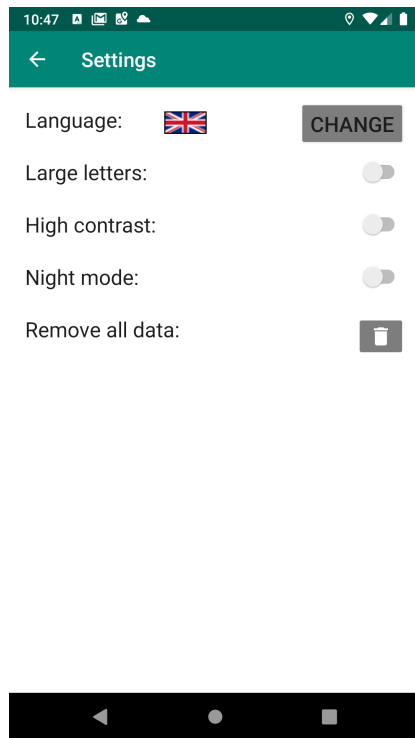 10:47
Settings
Language:
CHANGE
Large letters:
High contrast:
Night mode:
Remove all data: